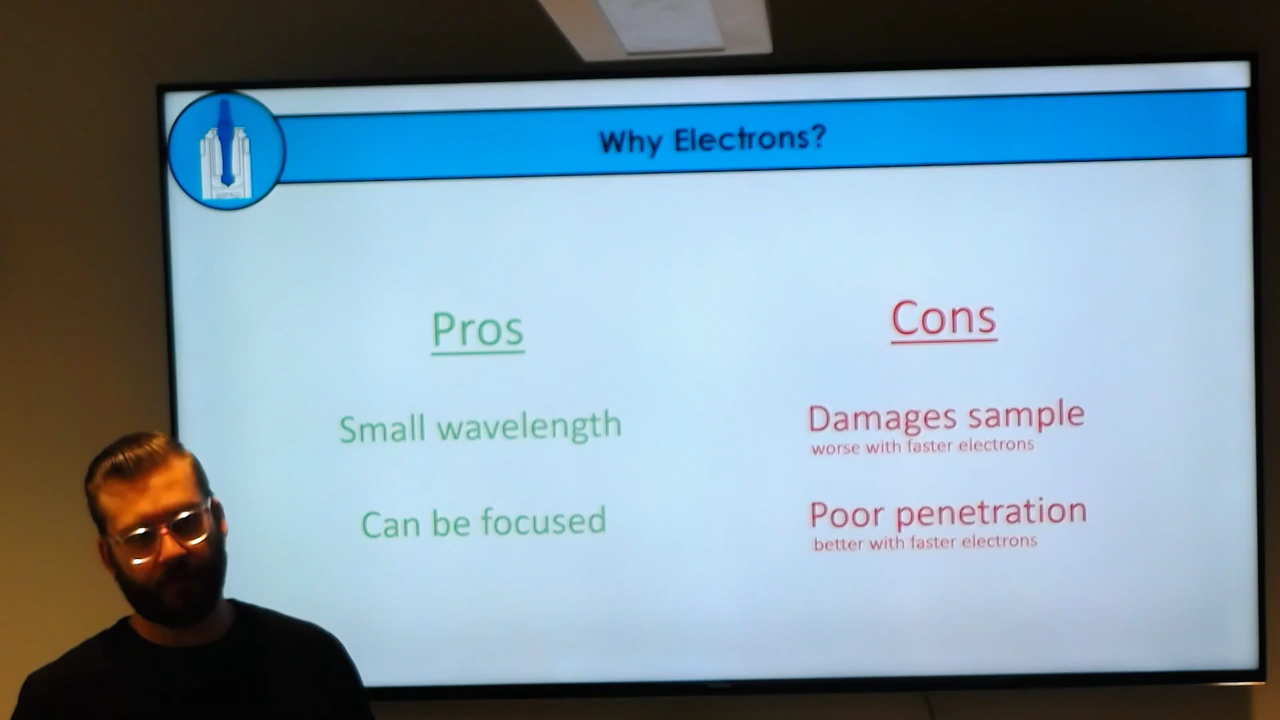 Why Electrons?
Pros
Small wavelength
Can be focused
Cons
Damages sample
worse with faster electrons
Poor penetration
better with faster electrons